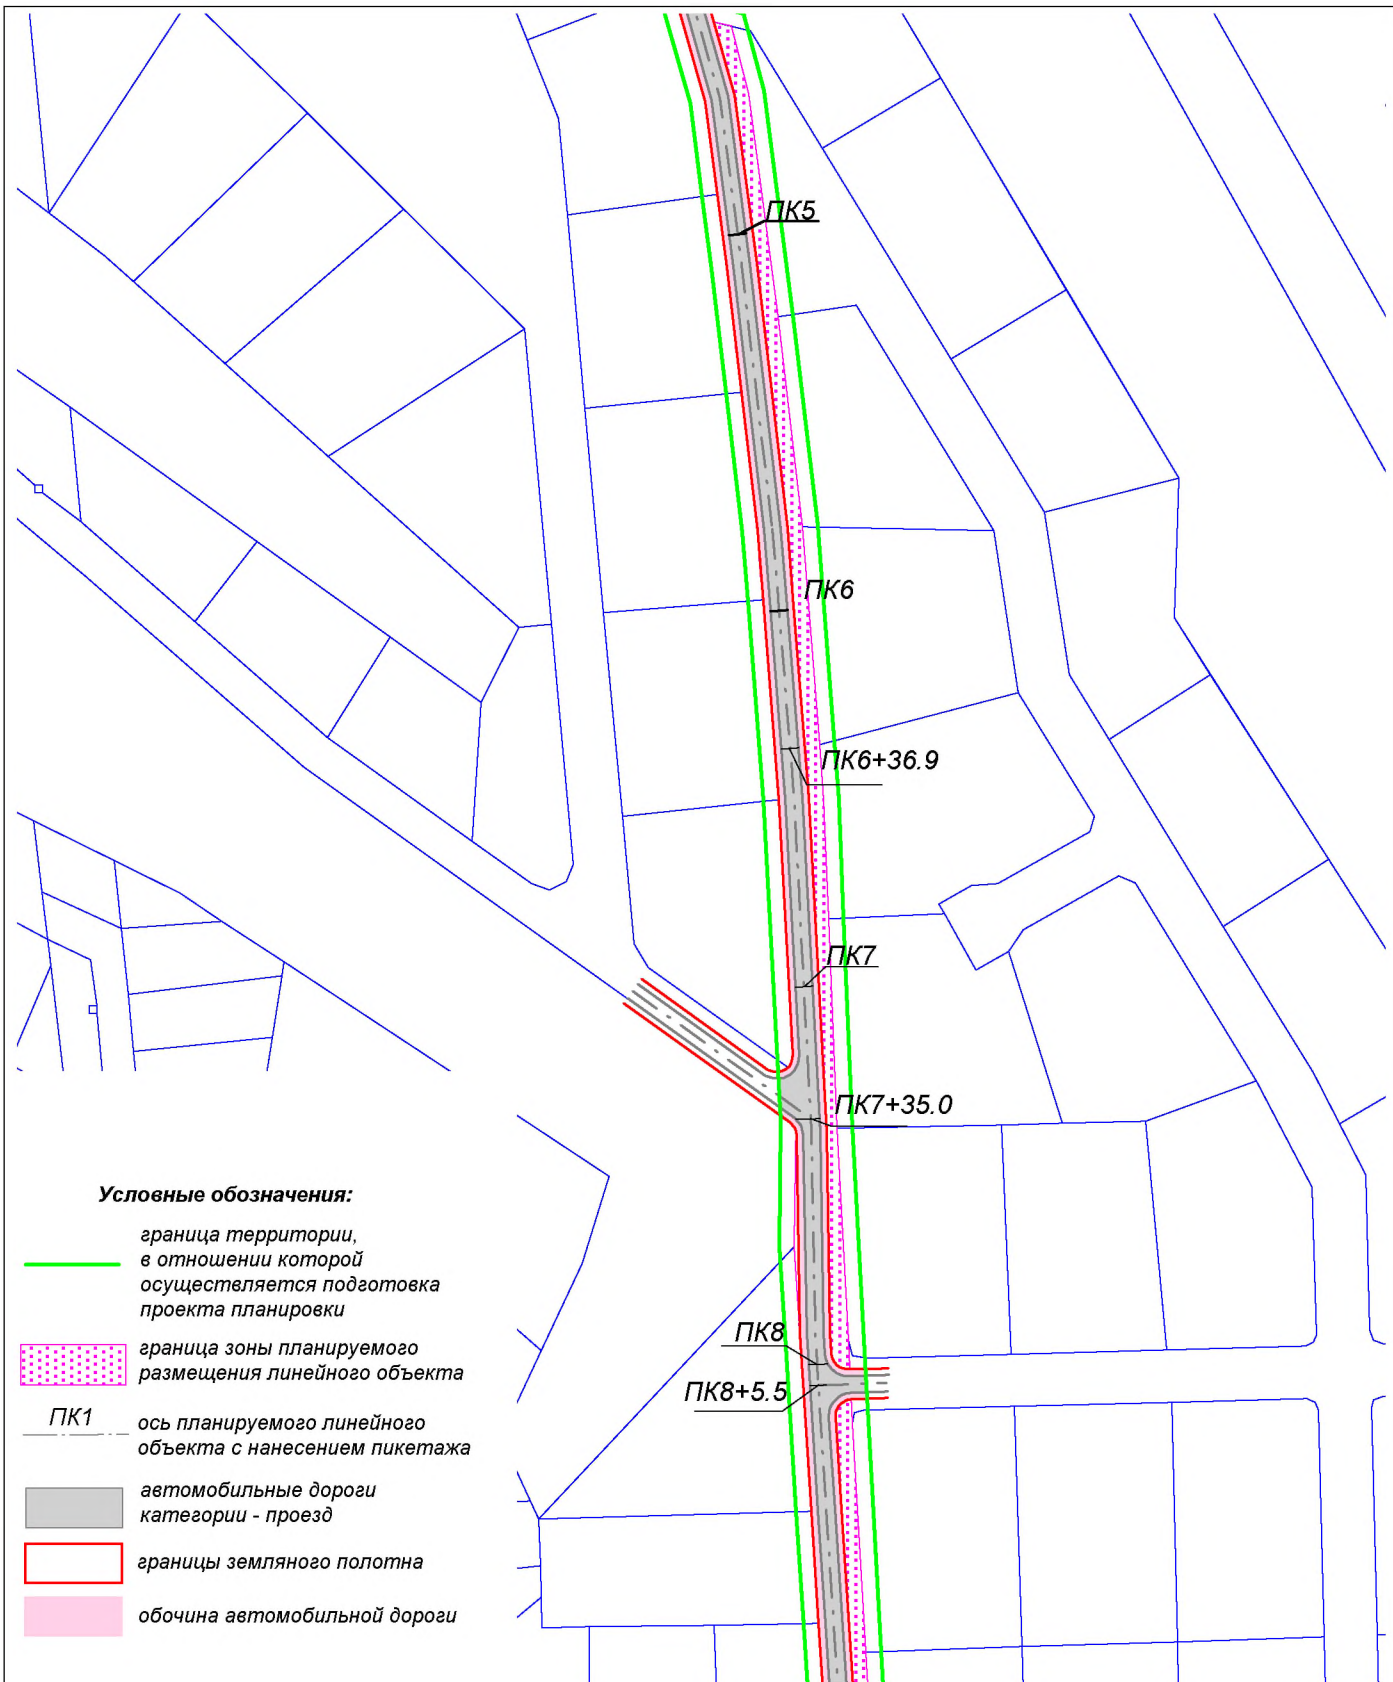 ПК5
ПК6
ПК6+36.9
ПК7
ПК7+35.0
ПК8
ПК8+5.5
Условные обозначения:
граница территории,
в отношении которой
осуществляется подготовка
проекта планировки
граница зоны планируемого
размещения линейного объекта
ПК1
ось планируемого линейного
объекта с нанесением пикетажа
автомобильные дороги
категории - проезд
границы земляного полотна
обочина автомобильной дороги